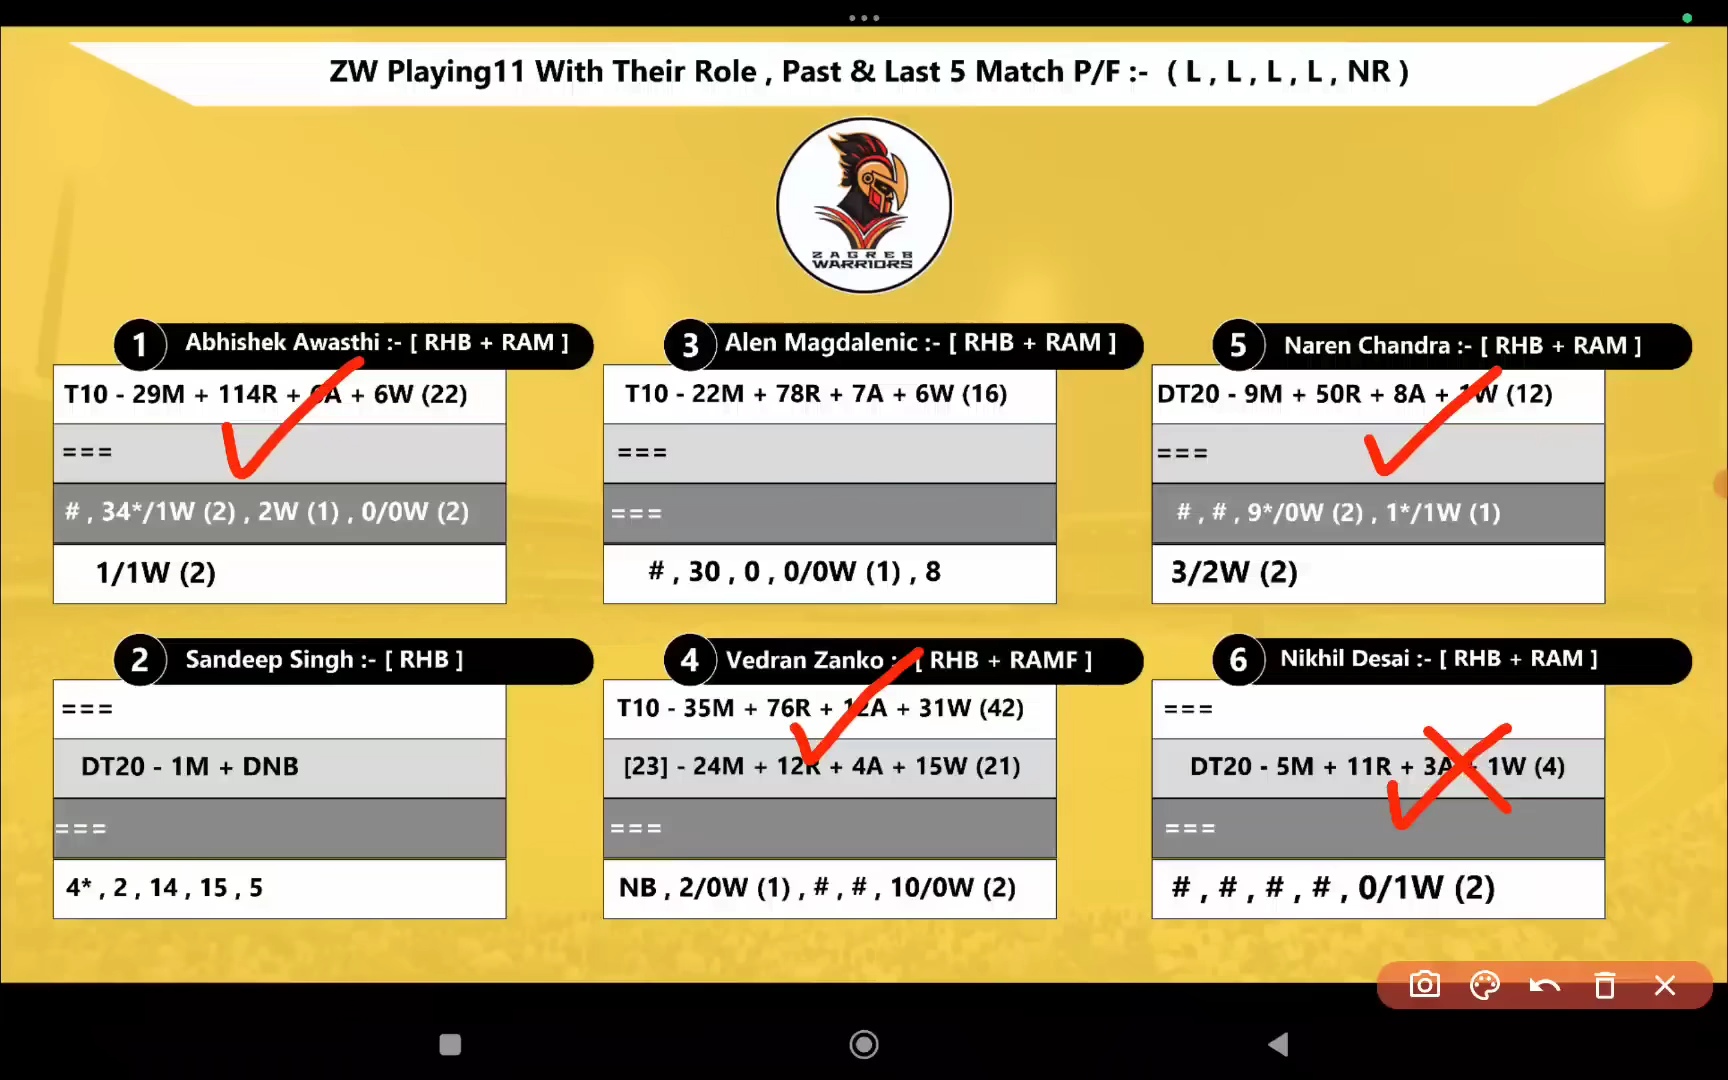 ZW Playing11 With Their Role , Past & Last 5 Match P/F :- ( L , L , L , L , NR )
ZAGREB
WARRIORS
1 Abhishek Awasthi :- [ RHB + RAM ]
T10 - 29M + 114R + 6A + 6W (22)
===
# , 34*/1W (2) , 2W (1) , 0/0W (2)
1/1W (2)
3 Alen Magdalenic :- [ RHB + RAM ]
T10 - 22M + 78R + 7A + 6W (16)
===
===
# , 30 , 0 , 0/0W (1) , 8
5 Naren Chandra :- [ RHB + RAM ]
DT20 - 9M + 50R + 8A + 1W (12)
===
# , # , 9*/0W (2) , 1*/1W (1)
3/2W (2)
2 Sandeep Singh :- [ RHB ]
===
DT20 - 1M + DNB
===
4* , 2 , 14 , 15 , 5
4 Vedran Zanko :- [ RHB + RAMF ]
T10 - 35M + 76R + 12A + 31W (42)
[23] - 24M + 12R + 4A + 15W (21)
===
NB , 2/0W (1) , # , # , 10/0W (2)
6 Nikhil Desai :- [ RHB + RAM ]
===
DT20 - 5M + 11R + 3A + 1W (4)
===
# , # , # , # , 0/1W (2)